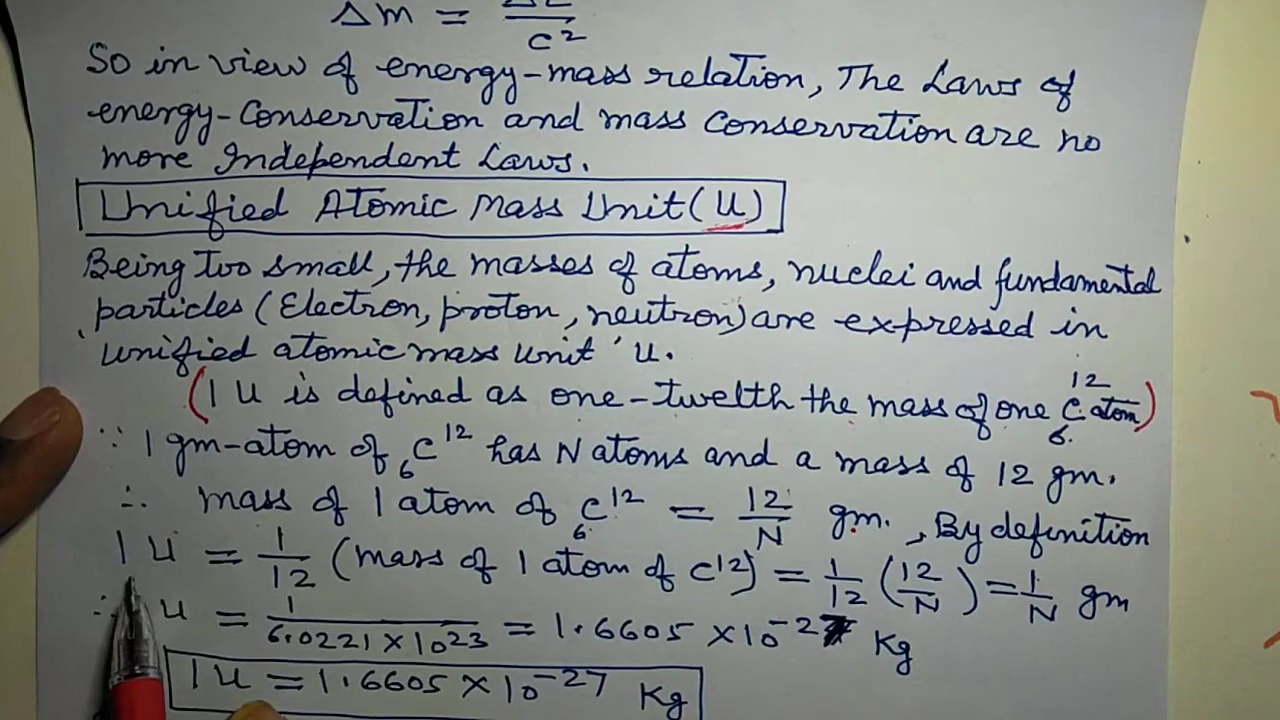 Δm = ΔE/c²
So in view of energy-mass relation, The Laws of
energy-Conservation and mass Conservation are no
more Independent Laws.
Unified Atomic Mass Unit (U)
Being too small, the masses of atoms, nuclei and fundamental
particles (Electron, proton, neutron) are expressed in
unified atomic mass unit 'U.
(1 U is defined as one-twelth the mass of one ₆C¹² atom)
∵ 1 gm-atom of ₆C¹² has N atoms and a mass of 12 gm.
∴ mass of 1 atom of ₆C¹² = 12/N gm. , By definition
1 U = 1/12 (mass of 1 atom of C¹²) = 1/12 (12/N) = 1/N gm
∴ U = 1/6.0221×10²³ = 1.6605 × 10⁻²⁷ Kg
1 U = 1.6605 × 10⁻²⁷ Kg